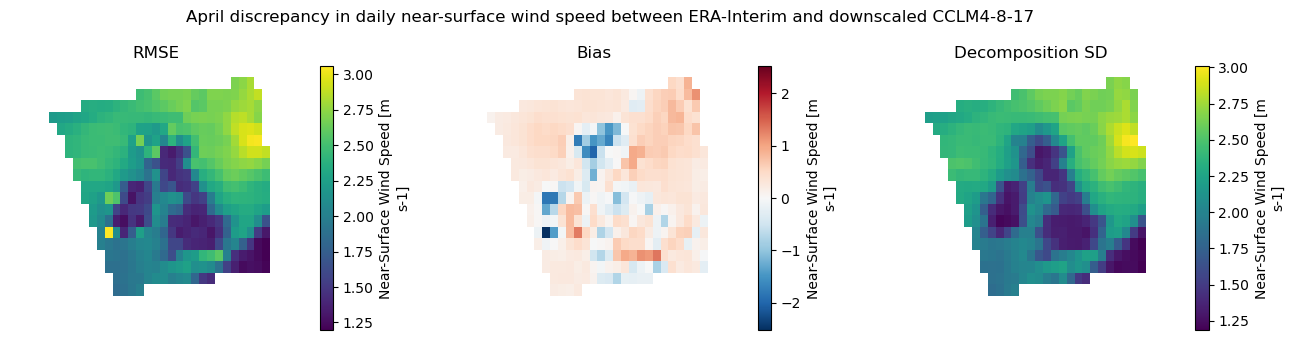 April discrepancy in daily near-surface wind speed between ERA-Interim and downscaled CCLM4-8-17
RMSE
3.00
2.75
2.50
2.25
2.00
1.75
1.50
1.25
Near-Surface Wind Speed [m
s-1]
Bias
2
1
0
−1
−2
Near-Surface Wind Speed [m
s-1]
Decomposition SD
3.00
2.75
2.50
2.25
2.00
1.75
1.50
1.25
Near-Surface Wind Speed [m
s-1]